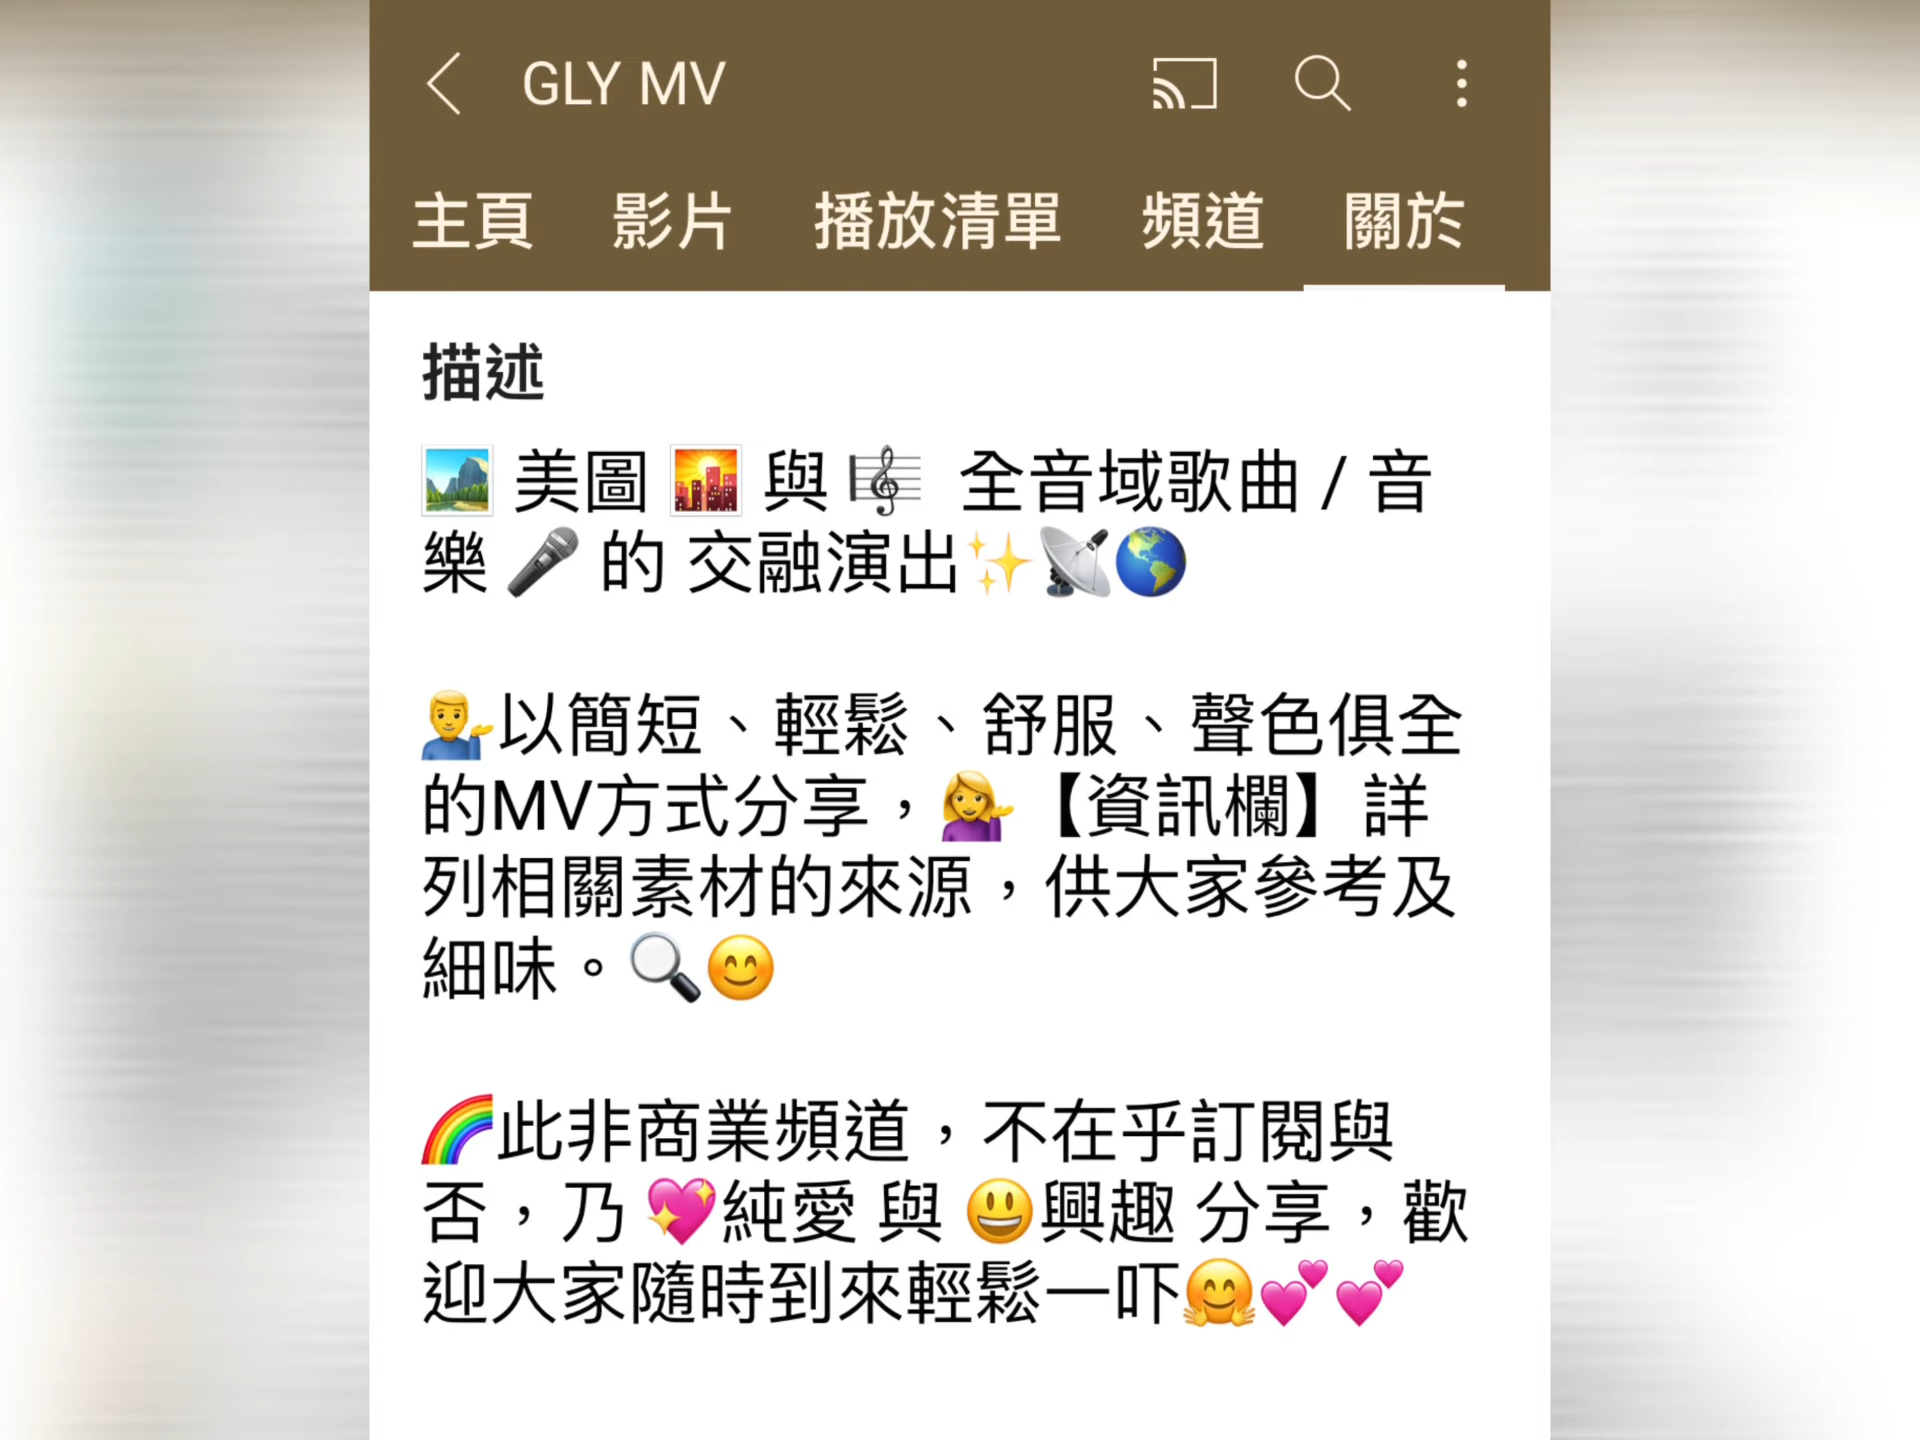 GLY MV
主頁 影片 播放清單 頻道 關於
描述
🏞️ 美圖 🌇 與 🎼 全音域歌曲 / 音
樂 🎤 的 交融演出✨📡🌎
💁‍♂️以簡短、輕鬆、舒服、聲色俱全
的MV方式分享，💁‍♀️【資訊欄】詳
列相關素材的來源，供大家參考及
細味。🔍😊
🌈此非商業頻道，不在乎訂閱與
否，乃 💖純愛 與 😃興趣 分享，歡
迎大家隨時到來輕鬆一吓🤗💕💕